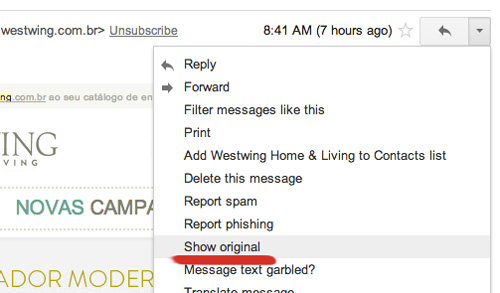 westwing.com.br> Unsubscribe 8:41 AM (7 hours ago)
Reply
ng.com.br ao seu catálogo de en
Forward
Filter messages like this
Print
ING
Add Westwing Home & Living to Contacts list
VING
Delete this message
NOVAS CAMPA
Report spam
Report phishing
Show original
ADOR MODER
Message text garbled?
Translate message